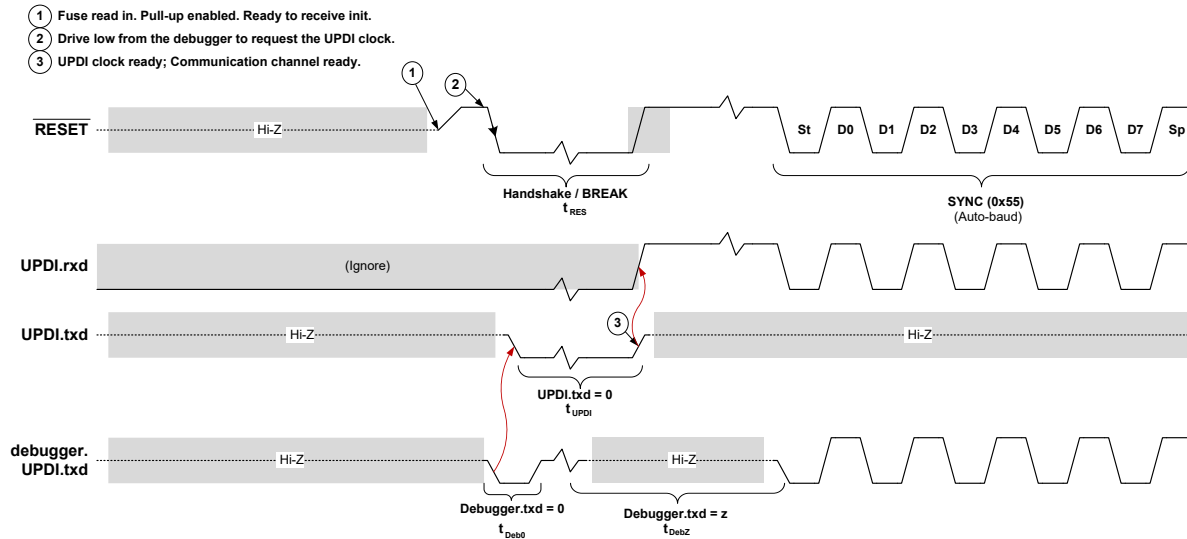 1 Fuse read in. Pull-up enabled. Ready to receive init.
2 Drive low from the debugger to request the UPDI clock.
3 UPDI clock ready; Communication channel ready.
1
2
RESET
Hi-Z
St D0 D1 D2 D3 D4 D5 D6 D7 Sp
Handshake / BREAK
tRES
SYNC (0x55)
(Auto-baud)
UPDI.rxd
(Ignore)
UPDI.txd
Hi-Z
3
Hi-Z
UPDI.txd = 0
tUPDI
debugger.
UPDI.txd
Hi-Z
Hi-Z
Debugger.txd = 0
tDeb0
Debugger.txd = z
tDebZ